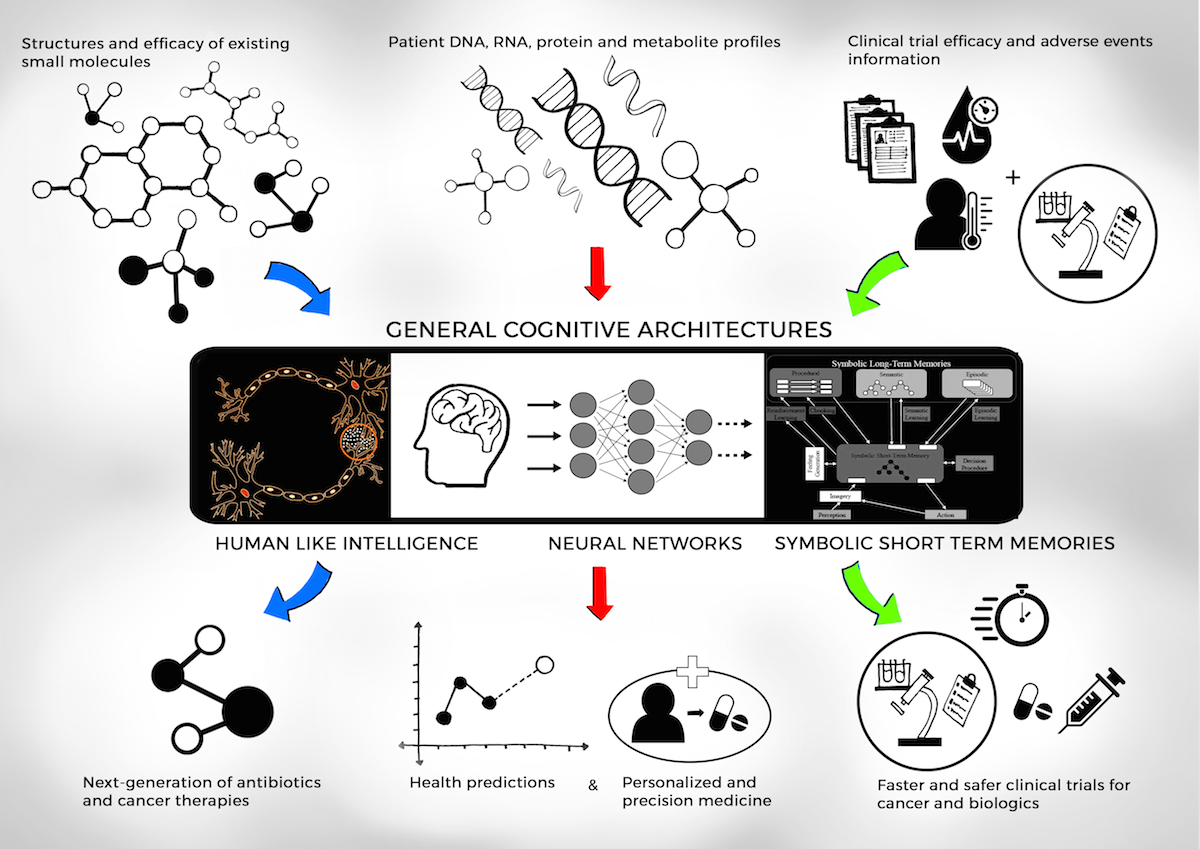 Structures and efficacy of existing
small molecules
Patient DNA, RNA, protein and metabolite profiles
Clinical trial efficacy and adverse events
information
+
GENERAL COGNITIVE ARCHITECTURES
Symbolic Long-Term Memories
Procedural
Semantic
Episodic
Reinforcement
Learning
Chunking
Semantic
Learning
Episodic
Learning
Symbolic Short-Term Memory
Feeling
Generation
Decision
Procedure
Imagery
Perception
Action
HUMAN LIKE INTELLIGENCE
NEURAL NETWORKS
SYMBOLIC SHORT TERM MEMORIES
Next-generation of antibiotics
and cancer therapies
Health predictions
&
Personalized and
precision medicine
Faster and safer clinical trials for
cancer and biologics